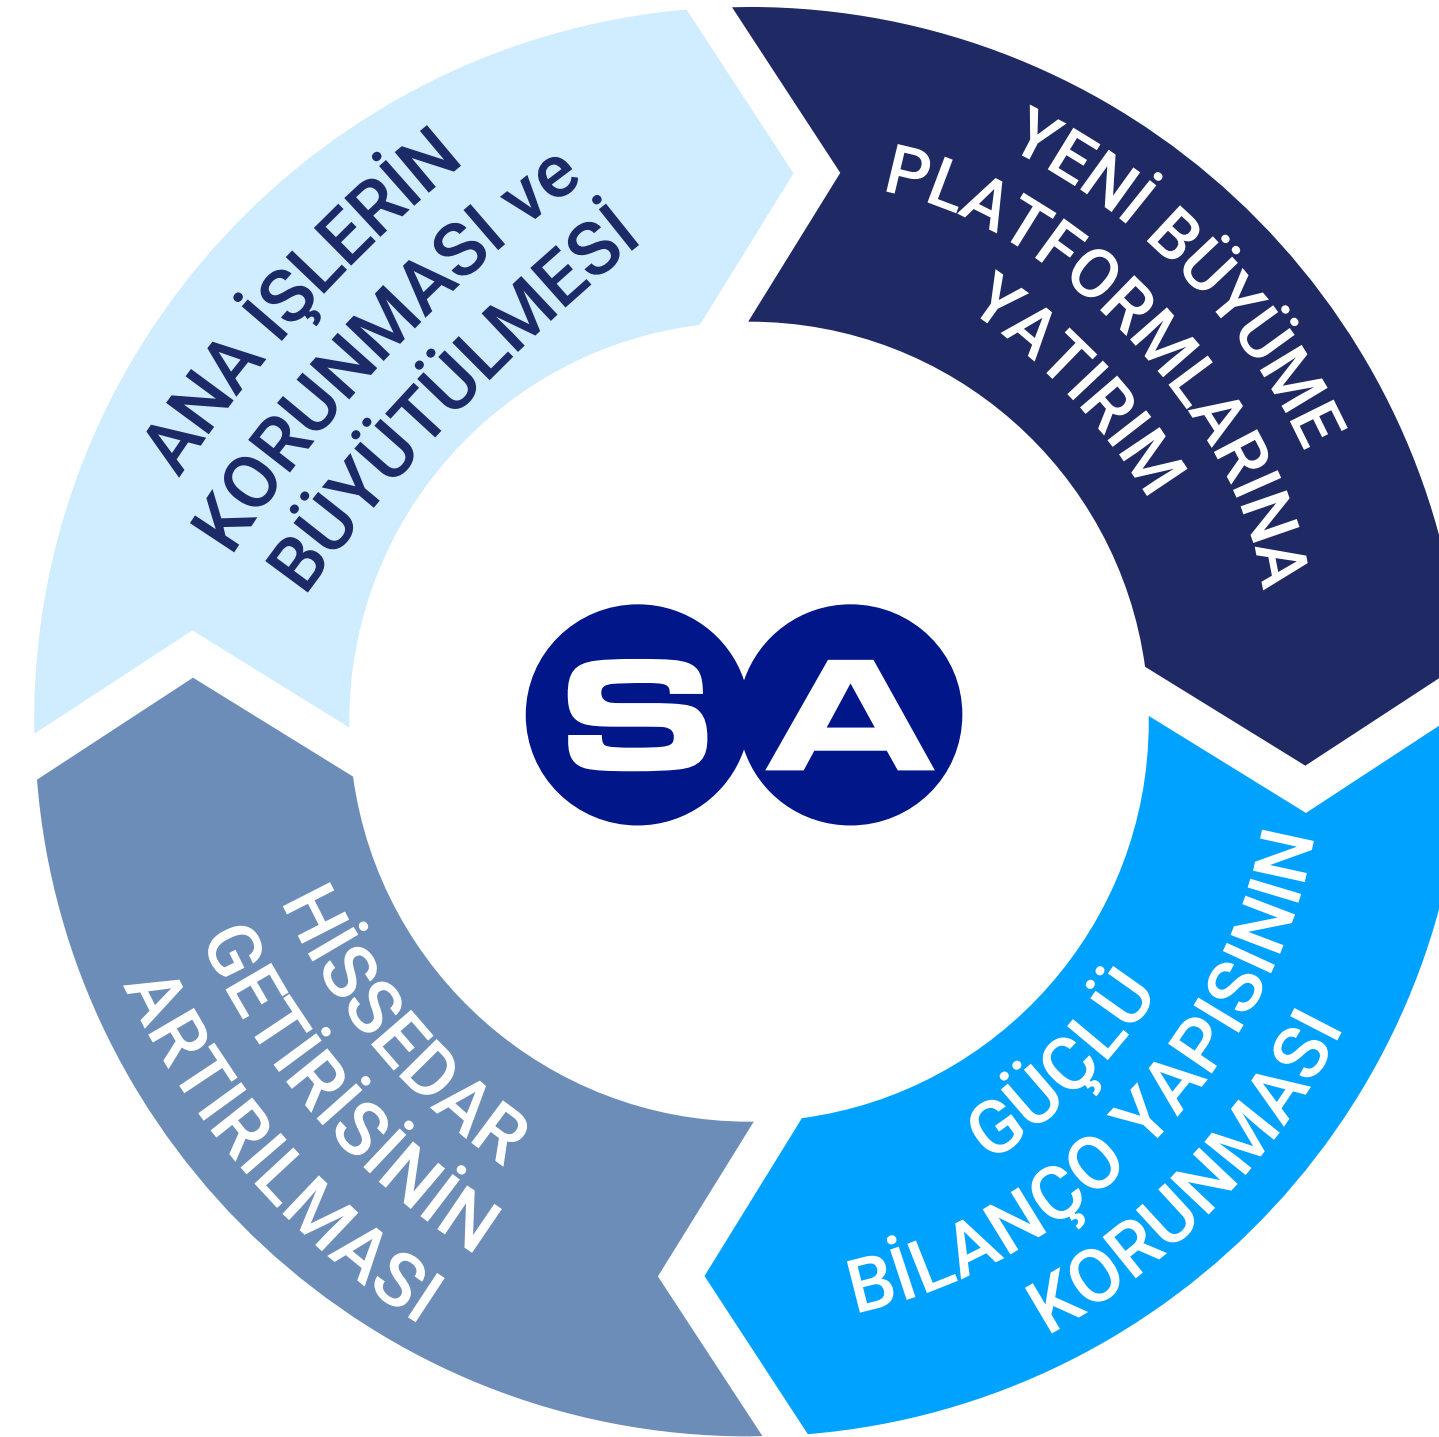 ANA İŞLERİN
KORUNMASI ve
BÜYÜTÜLMESİ
YENİ BÜYÜME
PLATFORMLARINA
YATIRIM
GÜÇLÜ
BİLANÇO YAPISININ
KORUNMASI
HİSSEDAR
GETİRİSİNİN
ARTIRILMASI
SA